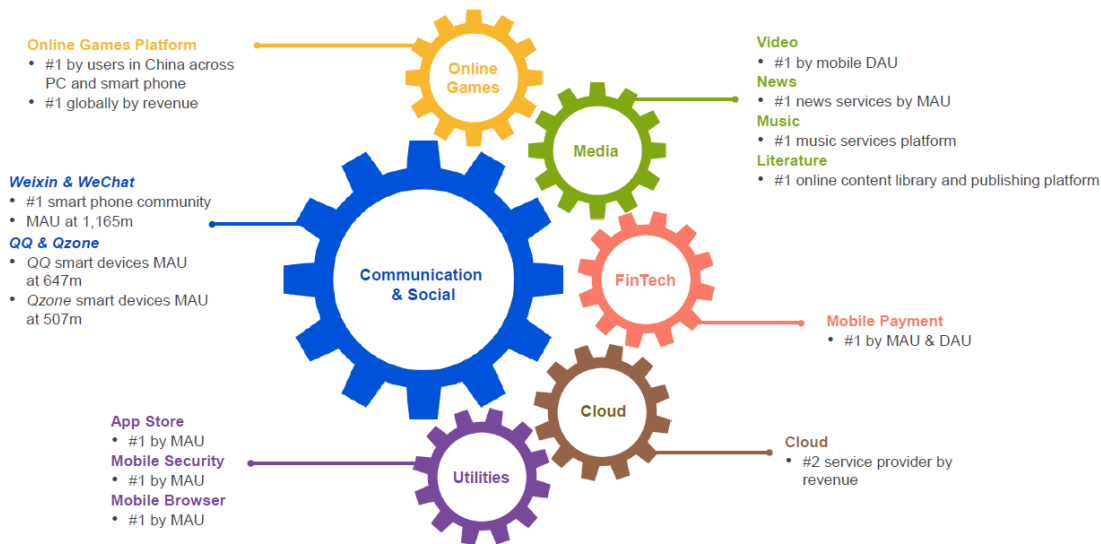 Online Games Platform
• #1 by users in China across
PC and smart phone
• #1 globally by revenue
Online
Games
Video
• #1 by mobile DAU
News
• #1 news services by MAU
Music
• #1 music services platform
Literature
• #1 online content library and publishing platform
Media
Weixin & WeChat
• #1 smart phone community
• MAU at 1,165m
QQ & Qzone
• QQ smart devices MAU
at 647m
• Qzone smart devices MAU
at 507m
Communication
& Social
FinTech
Mobile Payment
• #1 by MAU & DAU
Cloud
Cloud
• #2 service provider by
revenue
App Store
• #1 by MAU
Mobile Security
• #1 by MAU
Mobile Browser
• #1 by MAU
Utilities